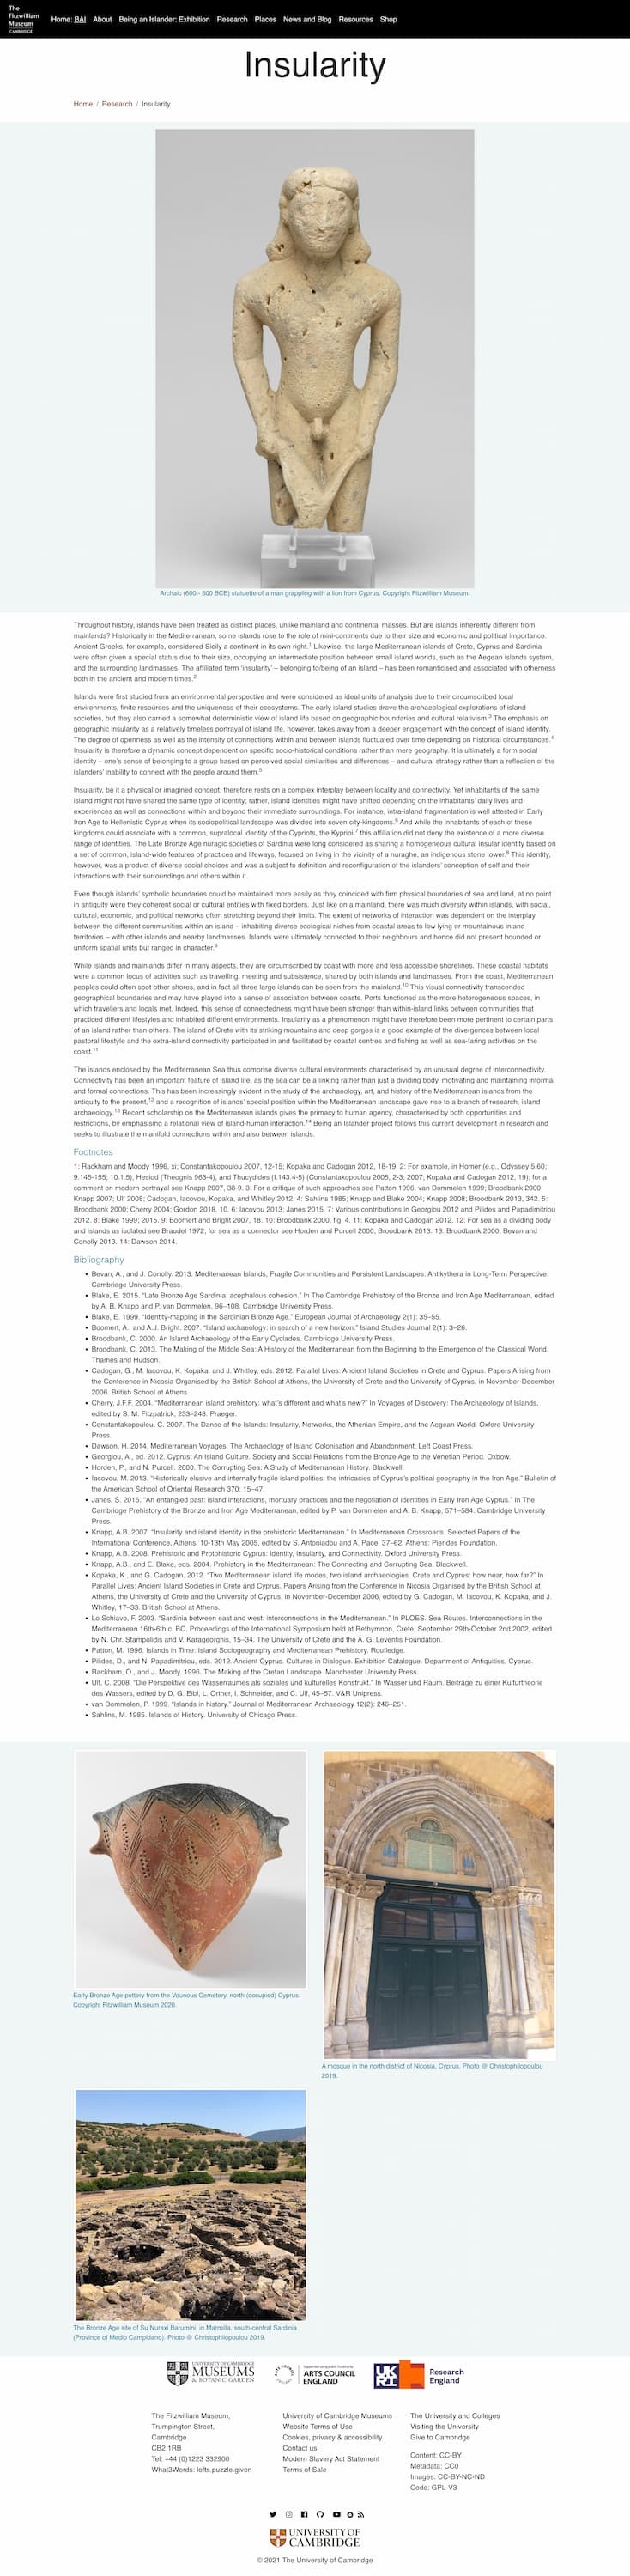 The
Fitzwilliam
Museum
CAMBRIDGE
Home: BAI About Being an Islander: Exhibition Research Places News and Blog Resources Shop
Insularity
Home / Research / Insularity
Archaic (600 - 500 BCE) statuette of a man grappling with a lion from Cyprus. Copyright Fitzwilliam Museum.
Throughout history, islands have been treated as distinct places, unlike mainland and continental masses. But are islands inherently different from
mainlands? Historically in the Mediterranean, some islands rose to the role of mini-continents due to their size and economic and political importance.
Ancient Greeks, for example, considered Sicily a continent in its own right.1 Likewise, the large Mediterranean islands of Crete, Cyprus and Sardinia
were often given a special status due to their size, occupying an intermediate position between small island worlds, such as the Aegean islands system,
and the surrounding landmasses. The affiliated term ‘insularity’ – belonging to/being of an island – has been romanticised and associated with otherness
both in the ancient and modern times.2
Islands were first studied from an environmental perspective and were considered as ideal units of analysis due to their circumscribed local
environments, finite resources and the uniqueness of their ecosystems. The early island studies drove the archaeological explorations of island
societies, but they also carried a somewhat deterministic view of island life based on geographic boundaries and cultural relativism.3 The emphasis on
geographic insularity as a relatively timeless portrayal of island life, however, takes away from a deeper engagement with the concept of island identity.
The degree of openness as well as the intensity of connections within and between islands fluctuated over time depending on historical circumstances.4
Insularity is therefore a dynamic concept dependent on specific socio-historical conditions rather than mere geography. It is ultimately a form social
identity – one’s sense of belonging to a group based on perceived social similarities and differences – and cultural strategy rather than a reflection of the
islanders’ inability to connect with the people around them.5
Insularity, be it a physical or imagined concept, therefore rests on a complex interplay between locality and connectivity. Yet inhabitants of the same
island might not have shared the same type of identity; rather, island identities might have shifted depending on the inhabitants’ daily lives and
experiences as well as connections within and beyond their immediate surroundings. For instance, intra-island fragmentation is well attested in Early
Iron Age to Hellenistic Cyprus when its sociopolitical landscape was divided into seven city-kingdoms.6 And while the inhabitants of each of these
kingdoms could associate with a common, supralocal identity of the Cypriots, the Kyprioi,7 this affiliation did not deny the existence of a more diverse
range of identities. The Late Bronze Age nuragic societies of Sardinia were long considered as sharing a homogeneous cultural insular identity based on
a set of common, island-wide features of practices and lifeways, focused on living in the vicinity of a nuraghe, an indigenous stone tower.8 This identity,
however, was a product of diverse social choices and was a subject to definition and reconfiguration of the islanders’ conception of self and their
interactions with their surroundings and others within it.
Even though islands’ symbolic boundaries could be maintained more easily as they coincided with firm physical boundaries of sea and land, at no point
in antiquity were they coherent social or cultural entities with fixed borders. Just like on a mainland, there was much diversity within islands, with social,
cultural, economic, and political networks often stretching beyond their limits. The extent of networks of interaction was dependent on the interplay
between the different communities within an island – inhabiting diverse ecological niches from coastal areas to low lying or mountainous inland
territories – with other islands and nearby landmasses. Islands were ultimately connected to their neighbours and hence did not present bounded or
uniform spatial units but ranged in character.9
While islands and mainlands differ in many aspects, they are circumscribed by coast with more and less accessible shorelines. These coastal habitats
were a common locus of activities such as travelling, meeting and subsistence, shared by both islands and landmasses. From the coast, Mediterranean
peoples could often spot other shores, and in fact all three large islands can be seen from the mainland.10 This visual connectivity transcended
geographical boundaries and may have played into a sense of association between coasts. Ports functioned as the more heterogeneous spaces, in
which travellers and locals met. Indeed, this sense of connectedness might have been stronger than within-island links between communities that
practiced different lifestyles and inhabited different environments. Insularity as a phenomenon might have therefore been more pertinent to certain parts
of an island rather than others. The island of Crete with its striking mountains and deep gorges is a good example of the divergences between local
pastoral lifestyle and the extra-island connectivity participated in and facilitated by coastal centres and fishing as well as sea-faring activities on the
coast.11
The islands enclosed by the Mediterranean Sea thus comprise diverse cultural environments characterised by an unusual degree of interconnectivity.
Connectivity has been an important feature of island life, as the sea can be a linking rather than just a dividing body, motivating and maintaining informal
and formal connections. This has been increasingly evident in the study of the archaeology, art, and history of the Mediterranean islands from the
antiquity to the present,12 and a recognition of islands’ special position within the Mediterranean landscape gave rise to a branch of research, island
archaeology.13 Recent scholarship on the Mediterranean islands gives the primacy to human agency, characterised by both opportunities and
restrictions, by emphasising a relational view of island-human interaction.14 Being an Islander project follows this current development in research and
seeks to illustrate the manifold connections within and also between islands.
Footnotes
1: Rackham and Moody 1996, xi; Constantakopoulou 2007, 12-15; Kopaka and Cadogan 2012, 18-19. 2: For example, in Homer (e.g., Odyssey 5.60;
9.145-155; 10.1.5), Hesiod (Theognis 963-4), and Thucydides (I.143.4-5) (Constantakopoulou 2005, 2-3; 2007; Kopaka and Cadogan 2012, 19); for a
comment on modern portrayal see Knapp 2007, 38-9. 3: For a critique of such approaches see Patton 1996, van Dommelen 1999; Broodbank 2000;
Knapp 2007; Ulf 2008; Cadogan, Iacovou, Kopaka, and Whitley 2012. 4: Sahlins 1985; Knapp and Blake 2004; Knapp 2008; Broodbank 2013, 342. 5:
Broodbank 2000; Cherry 2004; Gordon 2018, 10. 6: Iacovou 2013; Janes 2015. 7: Various contributions in Georgiou 2012 and Pilides and Papadimitriou
2012. 8: Blake 1999; 2015. 9: Boomert and Bright 2007, 18. 10: Broodbank 2000, fig. 4. 11: Kopaka and Cadogan 2012. 12: For sea as a dividing body
and islands as isolated see Braudel 1972; for sea as a connector see Horden and Purcell 2000; Broodbank 2013. 13: Broodbank 2000; Bevan and
Conolly 2013. 14: Dawson 2014.
Bibliography
• Bevan, A., and J. Conolly. 2013. Mediterranean Islands, Fragile Communities and Persistent Landscapes: Antikythera in Long-Term Perspective.
Cambridge University Press.
• Blake, E. 2015. “Late Bronze Age Sardinia: acephalous cohesion.” In The Cambridge Prehistory of the Bronze and Iron Age Mediterranean, edited
by A. B. Knapp and P. van Dommelen, 96–108. Cambridge University Press.
• Blake, E. 1999. “Identity-mapping in the Sardinian Bronze Age.” European Journal of Archaeology 2(1): 35–55.
• Boomert, A., and A.J. Bright. 2007. “Island archaeology: in search of a new horizon.” Island Studies Journal 2(1): 3–26.
• Broodbank, C. 2000. An Island Archaeology of the Early Cyclades. Cambridge University Press.
• Broodbank, C. 2013. The Making of the Middle Sea: A History of the Mediterranean from the Beginning to the Emergence of the Classical World.
Thames and Hudson.
• Cadogan, G., M. Iacovou, K. Kopaka, and J. Whitley, eds. 2012. Parallel Lives: Ancient Island Societies in Crete and Cyprus. Papers Arising from
the Conference in Nicosia Organised by the British School at Athens, the University of Crete and the University of Cyprus, in November-December
2006. British School at Athens.
• Cherry, J.F.F. 2004. “Mediterranean island prehistory: what’s different and what’s new?” In Voyages of Discovery: The Archaeology of Islands,
edited by S. M. Fitzpatrick, 233–248. Praeger.
• Constantakopoulou, C. 2007. The Dance of the Islands: Insularity, Networks, the Athenian Empire, and the Aegean World. Oxford University
Press.
• Dawson, H. 2014. Mediterranean Voyages. The Archaeology of Island Colonisation and Abandonment. Left Coast Press.
• Georgiou, A., ed. 2012. Cyprus: An Island Culture. Society and Social Relations from the Bronze Age to the Venetian Period. Oxbow.
• Horden, P., and N. Purcell. 2000. The Corrupting Sea: A Study of Mediterranean History. Blackwell.
• Iacovou, M. 2013. “Historically elusive and internally fragile island polities: the intricacies of Cyprus’s political geography in the Iron Age.” Bulletin of
the American School of Oriental Research 370: 15–47.
• Janes, S. 2015. “An entangled past: island interactions, mortuary practices and the negotiation of identities in Early Iron Age Cyprus.” In The
Cambridge Prehistory of the Bronze and Iron Age Mediterranean, edited by P. van Dommelen and A. B. Knapp, 571–584. Cambridge University
Press.
• Knapp, A.B. 2007. “Insularity and island identity in the prehistoric Mediterranean.” In Mediterranean Crossroads. Selected Papers of the
International Conference, Athens, 10-13th May 2005, edited by S. Antoniadou and A. Pace, 37–62. Athens: Pierides Foundation.
• Knapp, A.B. 2008. Prehistoric and Protohistoric Cyprus: Identity, Insularity, and Connectivity. Oxford University Press.
• Knapp, A.B., and E. Blake, eds. 2004. Prehistory in the Mediterranean: The Connecting and Corrupting Sea. Blackwell.
• Kopaka, K., and G. Cadogan. 2012. “Two Mediterranean island life modes, two island archaeologies. Crete and Cyprus: how near, how far?” In
Parallel Lives: Ancient Island Societies in Crete and Cyprus. Papers Arising from the Conference in Nicosia Organised by the British School at
Athens, the University of Crete and the University of Cyprus, in November-December 2006, edited by G. Cadogan, M. Iacovou, K. Kopaka, and J.
Whitley, 17–33. British School at Athens.
• Lo Schiavo, F. 2003. “Sardinia between east and west: interconnections in the Mediterranean.” In PLOES. Sea Routes. Interconnections in the
Mediterranean 16th-6th c. BC. Proceedings of the International Symposium held at Rethymnon, Crete, September 29th-October 2nd 2002, edited
by N. Chr. Stampolidis and V. Karageorghis, 15–34. The University of Crete and the A. G. Leventis Foundation.
• Patton, M. 1996. Islands in Time: Island Sociogeography and Mediterranean Prehistory. Routledge.
• Pilides, D., and N. Papadimitriou, eds. 2012. Ancient Cyprus. Cultures in Dialogue. Exhibition Catalogue. Department of Antiquities, Cyprus.
• Rackham, O., and J. Moody. 1996. The Making of the Cretan Landscape. Manchester University Press.
• Ulf, C. 2008. “Die Perspektive des Wasserraumes als soziales und kulturelles Konstrukt.” In Wasser und Raum. Beiträge zu einer Kulturtheorie
des Wassers, edited by D. G. Eibl, L. Ortner, I. Schneider, and C. Ulf, 45–57. V&R Unipress.
• van Dommelen, P. 1999. “Islands in history.” Journal of Mediterranean Archaeology 12(2): 246–251.
• Sahlins, M. 1985. Islands of History. University of Chicago Press.
Early Bronze Age pottery from the Vounous Cemetery, north (occupied) Cyprus.
Copyright Fitzwilliam Museum 2020.
A mosque in the north district of Nicosia, Cyprus. Photo @ Christophilopoulou
2019.
The Bronze Age site of Su Nuraxi Barumini, in Marmilla, south-central Sardinia
(Province of Medio Campidano). Photo @ Christophilopoulou 2019.
UNIVERSITY OF CAMBRIDGE
MUSEUMS
& BOTANIC GARDEN
ARTS COUNCIL
ENGLAND
UKRI
Research
England
The Fitzwilliam Museum,
Trumpington Street,
Cambridge
CB2 1RB
Tel: +44 (0)1223 332900
What3Words: lofts.puzzle.given
University of Cambridge Museums
Website Terms of Use
Cookies, privacy & accessibility
Contact us
Modern Slavery Act Statement
Terms of Sale
The University and Colleges
Visiting the University
Give to Cambridge
Content: CC-BY
Metadata: CC0
Images: CC-BY-NC-ND
Code: GPL-V3
UNIVERSITY OF
CAMBRIDGE
© 2021 The University of Cambridge